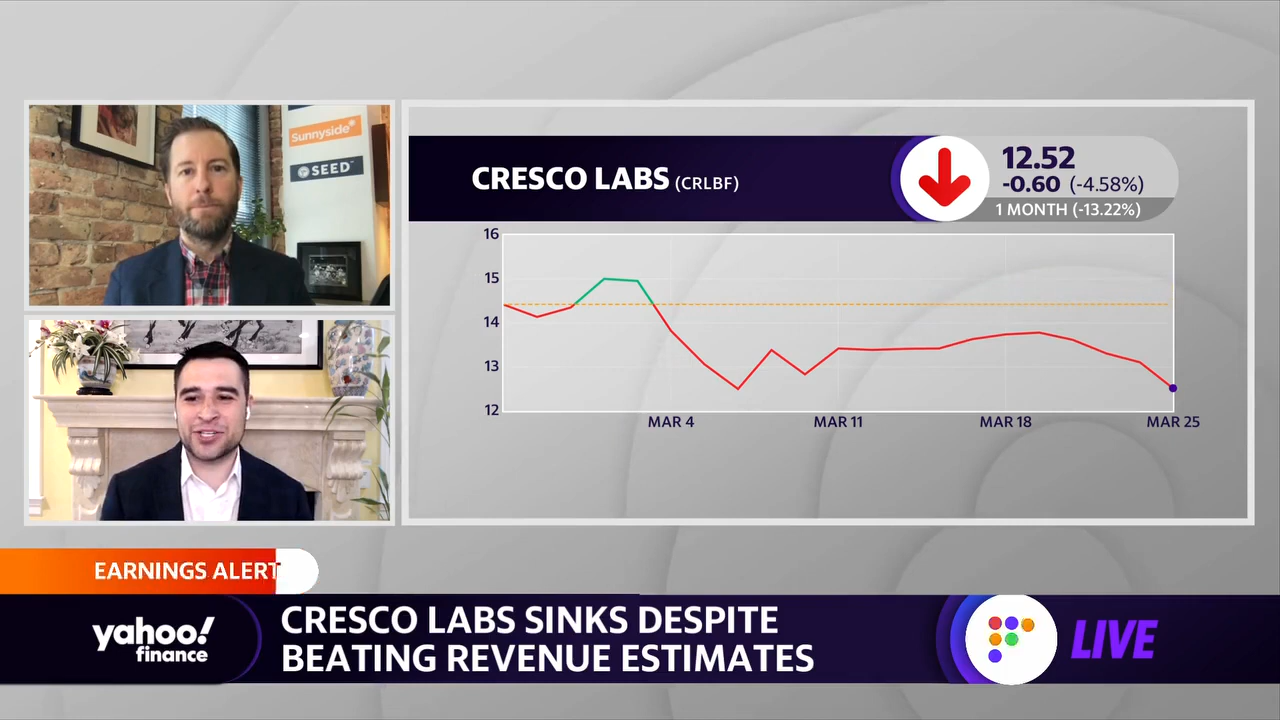 Sunnyside*
SEED™
CRESCO LABS (CRLBF)
12.52
-0.60 (-4.58%)
1 MONTH (-13.22%)
16
15
14
13
12
MAR 4
MAR 11
MAR 18
MAR 25
EARNINGS ALERT
yahoo!
finance
CRESCO LABS SINKS DESPITE
BEATING REVENUE ESTIMATES
LIVE